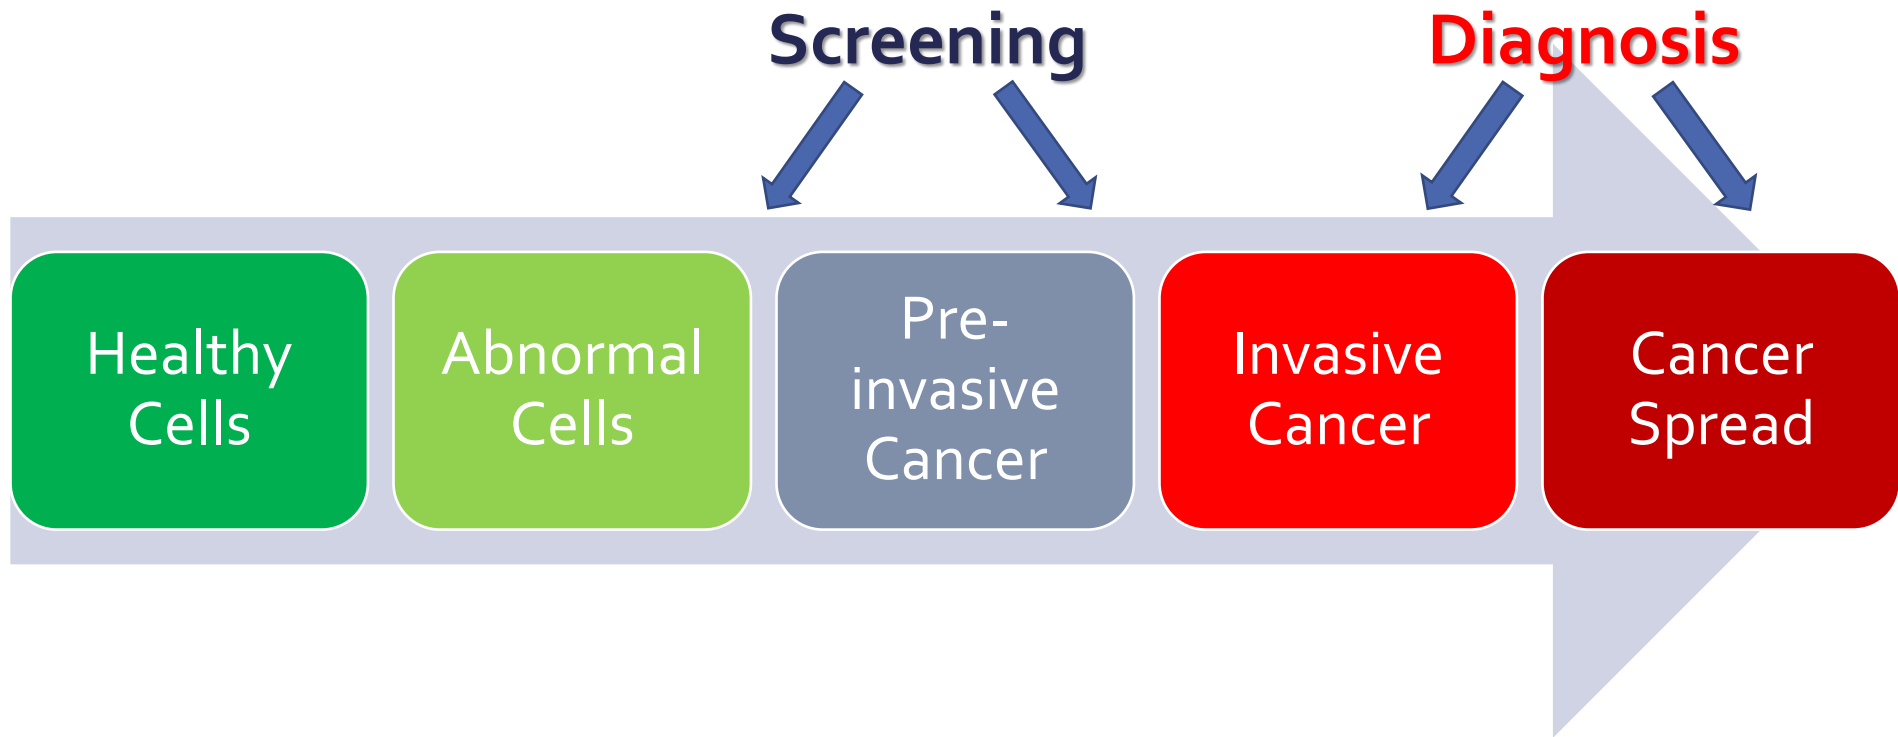 Screening
Diagnosis
Healthy
Cells
Abnormal
Cells
Pre-
invasive
Cancer
Invasive
Cancer
Cancer
Spread